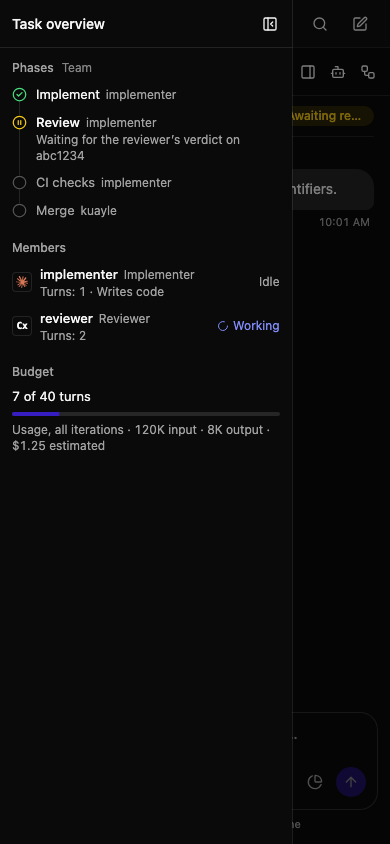 Task overview
Phases Team
Implement implementer
Review implementer
Waiting for the reviewer's verdict on
abc1234
CI checks implementer
Merge kuayle
Members
implementer Implementer
Turns: 1 · Writes code
Idle
Cx
reviewer Reviewer
Turns: 2
Working
Budget
7 of 40 turns
Usage, all iterations · 120K input · 8K output ·
$1.25 estimated
Awaiting re...
ntifiers.
10:01 AM